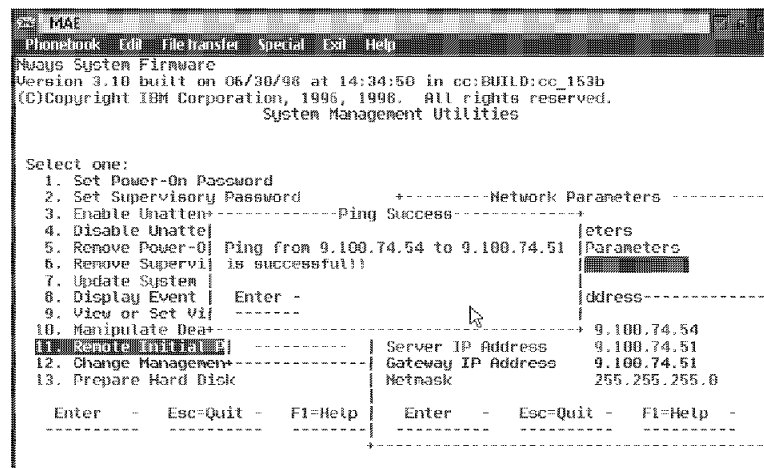 MAE
Phonebook Edit File transfer Special Exit Help
Nways System Firmware
Version 3.10 built on 06/30/98 at 14:34:50 in cc:BUILD:cc_153b
(C)Copyright IBM Corporation, 1996, 1998. All rights reserved.
System Management Utilities
Select one:
1. Set Power-On Password
2. Set Supervisory Password
Network Parameters
3. Enable Unatten
Ping Success
4. Disable Unatte
eters
5. Remove Power-O
Ping from 9.100.74.54 to 9.100.74.51
Parameters
6. Remove Supervi
is successful!!
7. Update System
8. Display Event
Enter -
ddress
9. View or Set Vi
10. Manipulate Dea
9.100.74.54
11. Remote Initial P
Server IP Address 9.100.74.51
12. Change Managemen
Gateway IP Address 9.100.74.51
13. Prepare Hard Disk
Netmask 255.255.255.0
Enter - Esc=Quit - F1=Help
Enter - Esc=Quit - F1=Help -